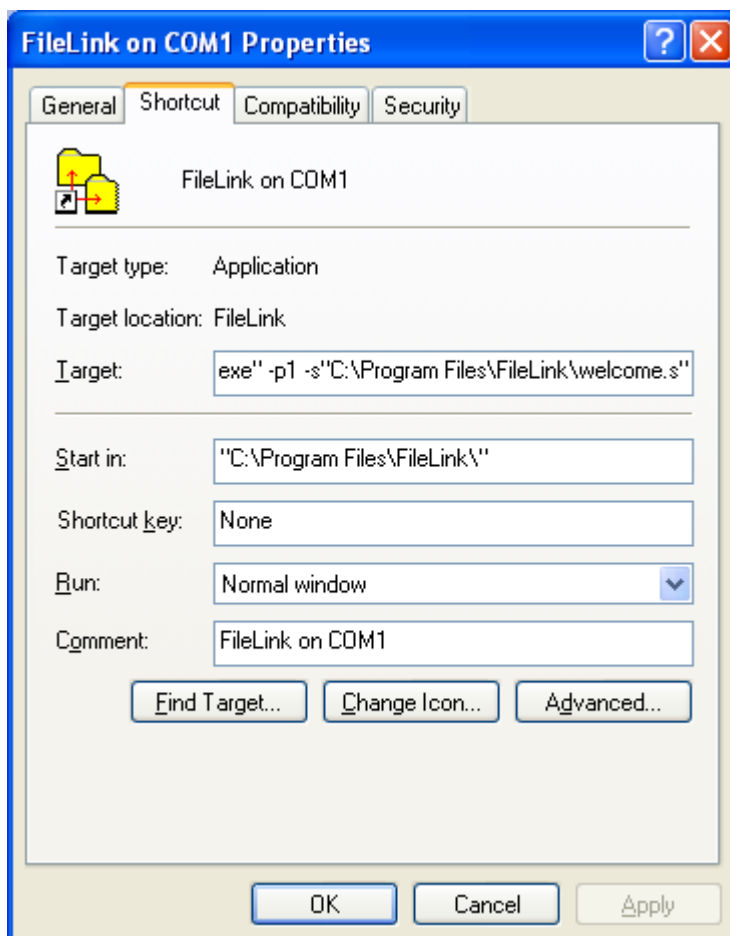 FileLink on COM1 Properties
General Shortcut Compatibility Security
FileLink on COM1
Target type: Application
Target location: FileLink
Target: exe" -p1 -s"C:\Program Files\FileLink\welcome.s"
Start in: "C:\Program Files\FileLink\"
Shortcut key: None
Run: Normal window
Comment: FileLink on COM1
Find Target... Change Icon... Advanced...
OK Cancel Apply